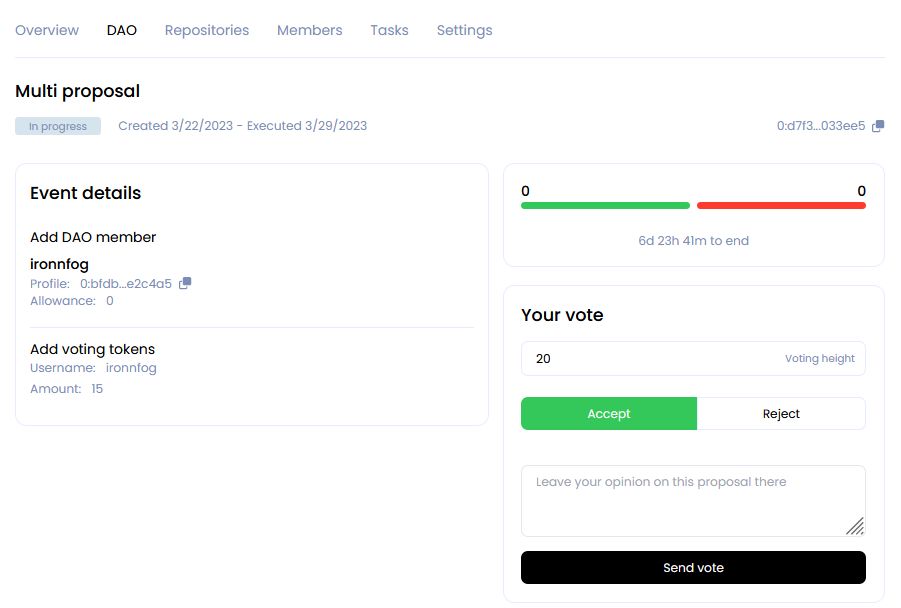 Overview DAO Repositories Members Tasks Settings
Multi proposal
In progress Created 3/22/2023 - Executed 3/29/2023 0:d7f3...033ee5
Event details
Add DAO member
ironnfog
Profile: 0:bfdb...e2c4a5
Allowance: 0
Add voting tokens
Username: ironnfog
Amount: 15
0 0
6d 23h 41m to end
Your vote
20 Voting height
Accept Reject
Leave your opinion on this proposal there
Send vote